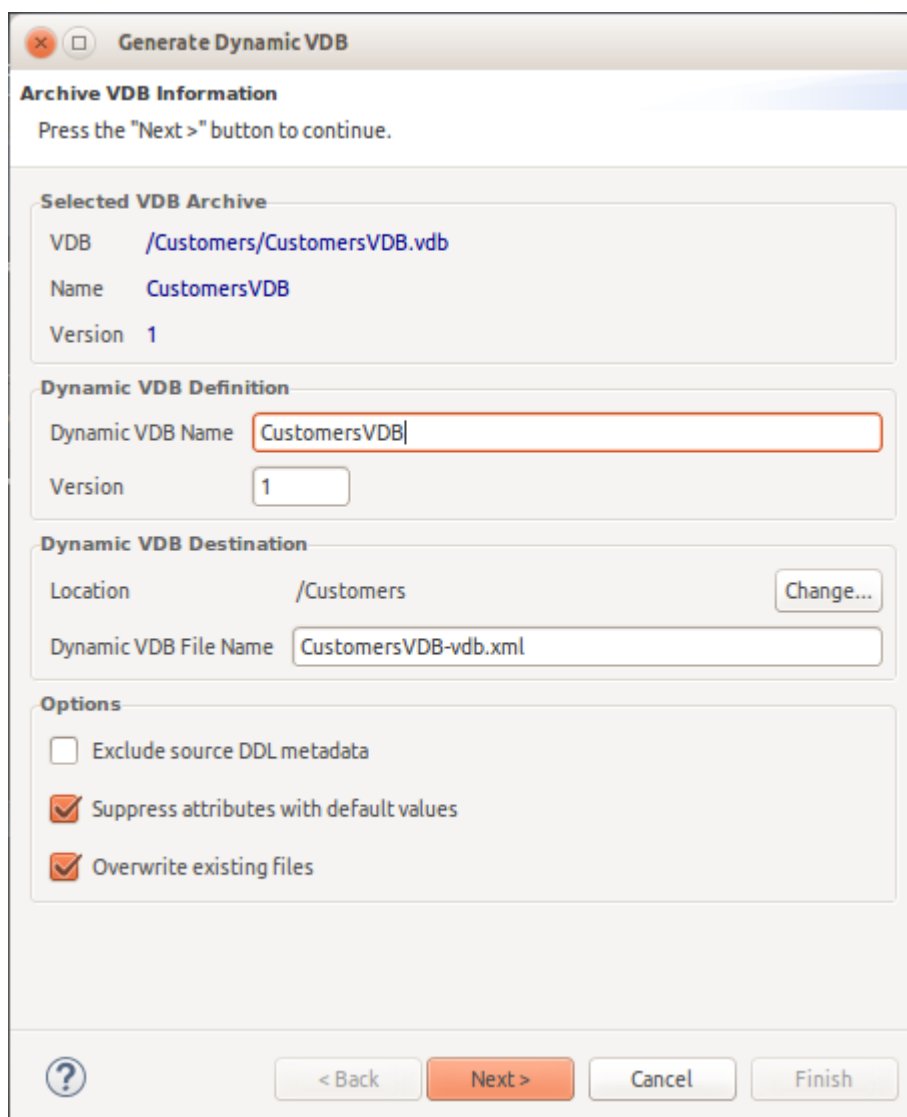 Generate Dynamic VDB
Archive VDB Information
Press the "Next >" button to continue.
Selected VDB Archive
VDB /Customers/CustomersVDB.vdb
Name CustomersVDB
Version 1
Dynamic VDB Definition
Dynamic VDB Name CustomersVDB
Version 1
Dynamic VDB Destination
Location /Customers Change...
Dynamic VDB File Name CustomersVDB-vdb.xml
Options
Exclude source DDL metadata
Suppress attributes with default values
Overwrite existing files
? < Back Next > Cancel Finish